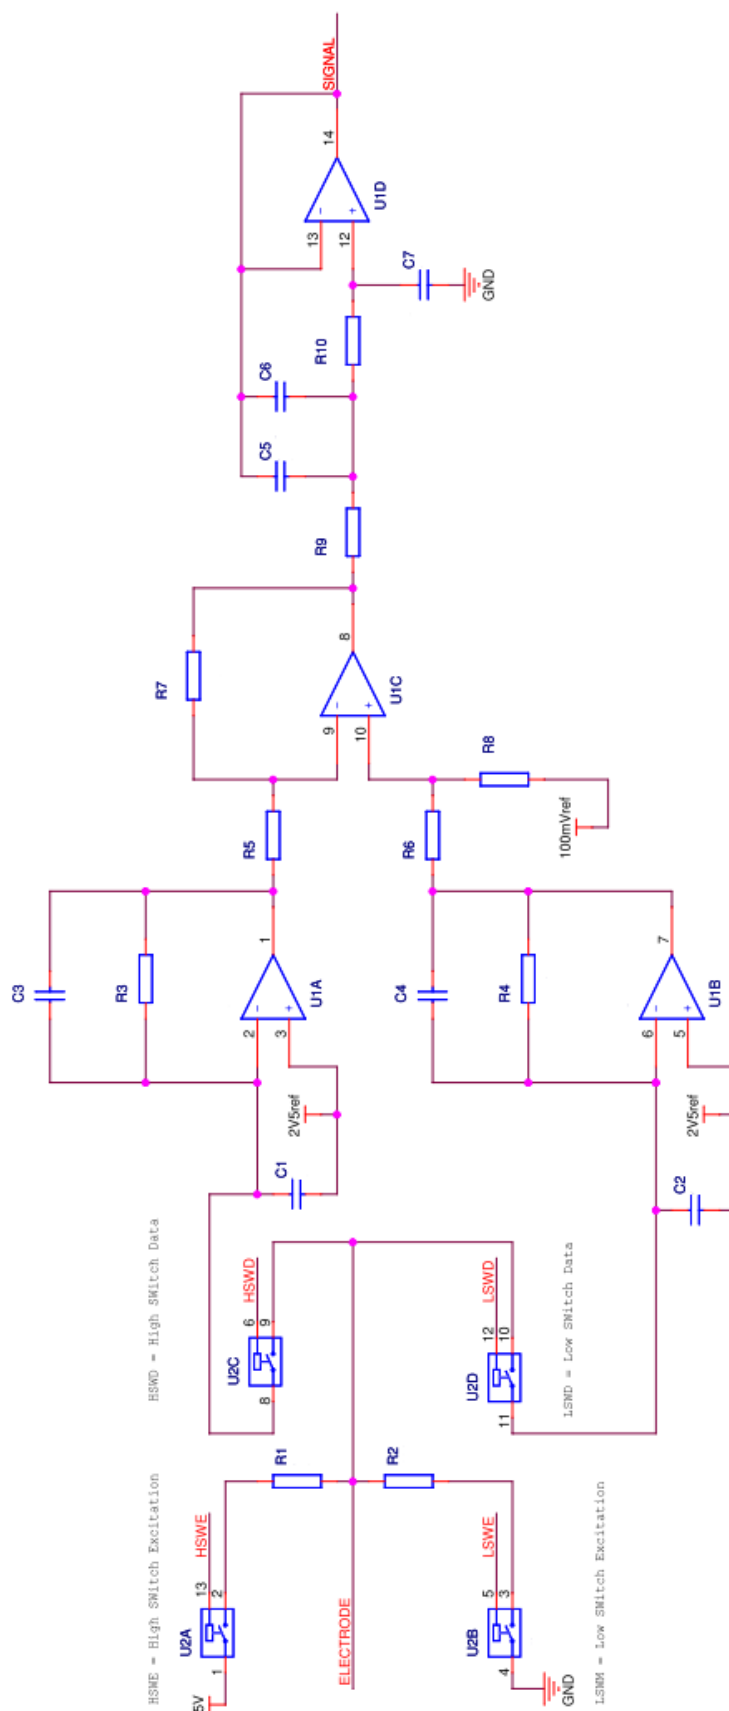 SIGNAL
14
U1D
13
12
C7
GND
R10
C6
C5
R9
8
R7
U1C
9
10
R8
100mVref
R5
R6
1
7
C3
R3
U1A
C4
R4
U1B
2
3
6
5
2V5ref
2V5ref
C1
C2
HSWD = High SWitch Data
HSWD
6
9
U2C
8
LSWD
12
10
U2D
11
LSWD = Low SWitch Data
R1
R2
HSWE = High SWitch Excitation
HSWE
13
2
U2A
1
5V
ELECTRODE
LSWE
5
3
U2B
4
GND
LSWM = Low SWitch Excitation